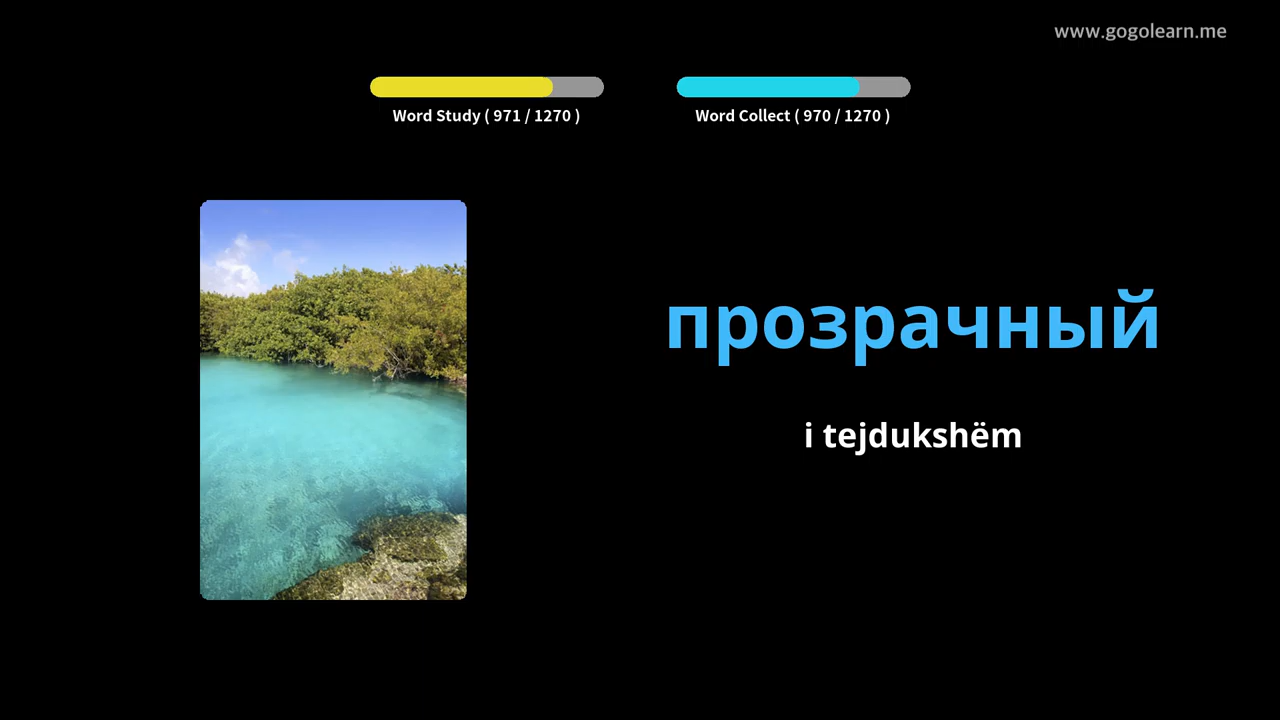 www.gogolearn.me
Word Study ( 971 / 1270 )
Word Collect ( 970 / 1270 )
прозрачный
i tejdukshëm